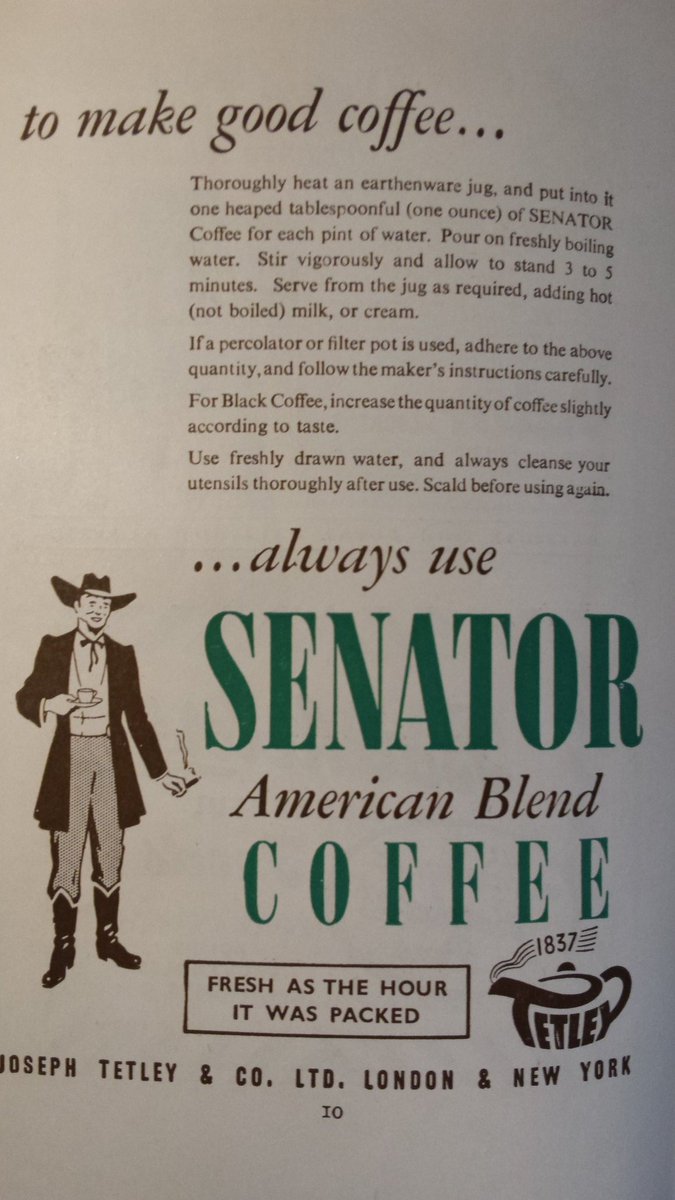 to make good coffee...
Thoroughly heat an earthenware jug, and put into it
one heaped tablespoonful (one ounce) of SENATOR
Coffee for each pint of water. Pour on freshly boiling
water. Stir vigorously and allow to stand 3 to 5
minutes. Serve from the jug as required, adding hot
(not boiled) milk, or cream.
If a percolator or filter pot is used, adhere to the above
quantity, and follow the maker's instructions carefully.
For Black Coffee, increase the quantity of coffee slightly
according to taste.
Use freshly drawn water, and always cleanse your
utensils thoroughly after use. Scald before using again.
...always use
SENATOR
American Blend
COFFEE
1837
FRESH AS THE HOUR
IT WAS PACKED
TETLEY
JOSEPH TETLEY & CO. LTD. LONDON & NEW YORK
10